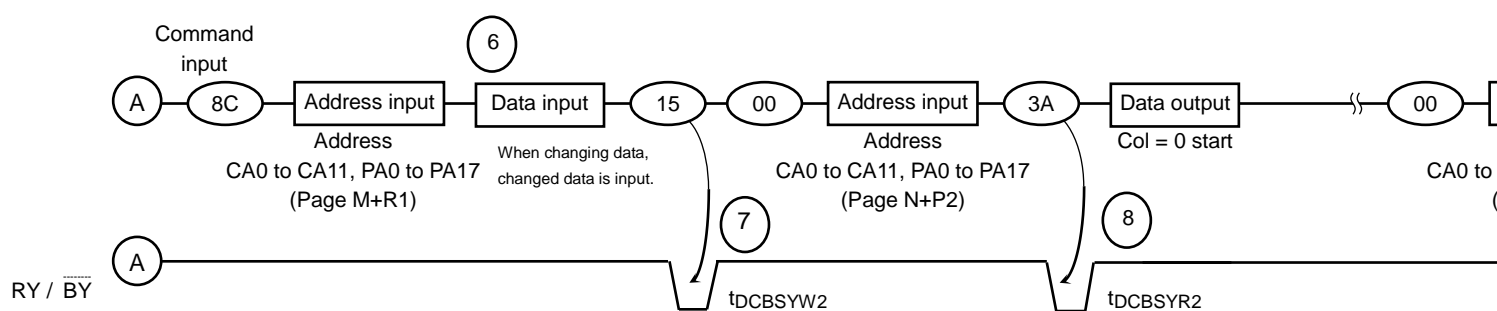 Command
input
6
A
8C
Address input
Data input
15
00
Address input
3A
Data output
00
Address
CA0 to CA11, PA0 to PA17
(Page M+R1)
When changing data,
changed data is input.
Address
CA0 to CA11, PA0 to PA17
(Page N+P2)
Col = 0 start
CA0 to
(
7
8
A
RY / BY
tDCBSYW2
tDCBSYR2